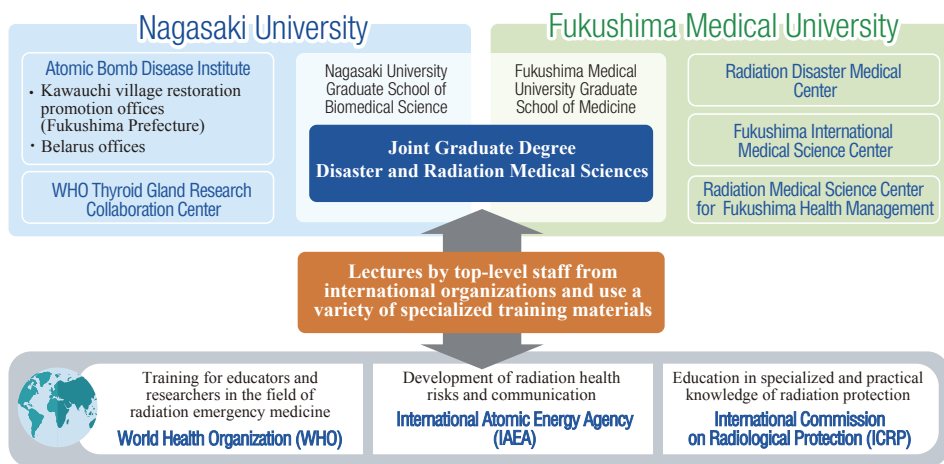 Nagasaki University
Fukushima Medical University
Atomic Bomb Disease Institute
・ Kawauchi village restoration
promotion offices
(Fukushima Prefecture)
・ Belarus offices
WHO Thyroid Gland Research
Collaboration Center
Nagasaki University
Graduate School of
Biomedical Science
Fukushima Medical
University Graduate
School of Medicine
Joint Graduate Degree
Disaster and Radiation Medical Sciences
Radiation Disaster Medical
Center
Fukushima International
Medical Science Center
Radiation Medical Science Center
for Fukushima Health Management
Lectures by top-level staff from
international organizations and use a
variety of specialized training materials
Training for educators and
researchers in the field of
radiation emergency medicine
World Health Organization (WHO)
Development of radiation health
risks and communication
International Atomic Energy Agency
(IAEA)
Education in specialized and practical
knowledge of radiation protection
International Commission
on Radiological Protection (ICRP)